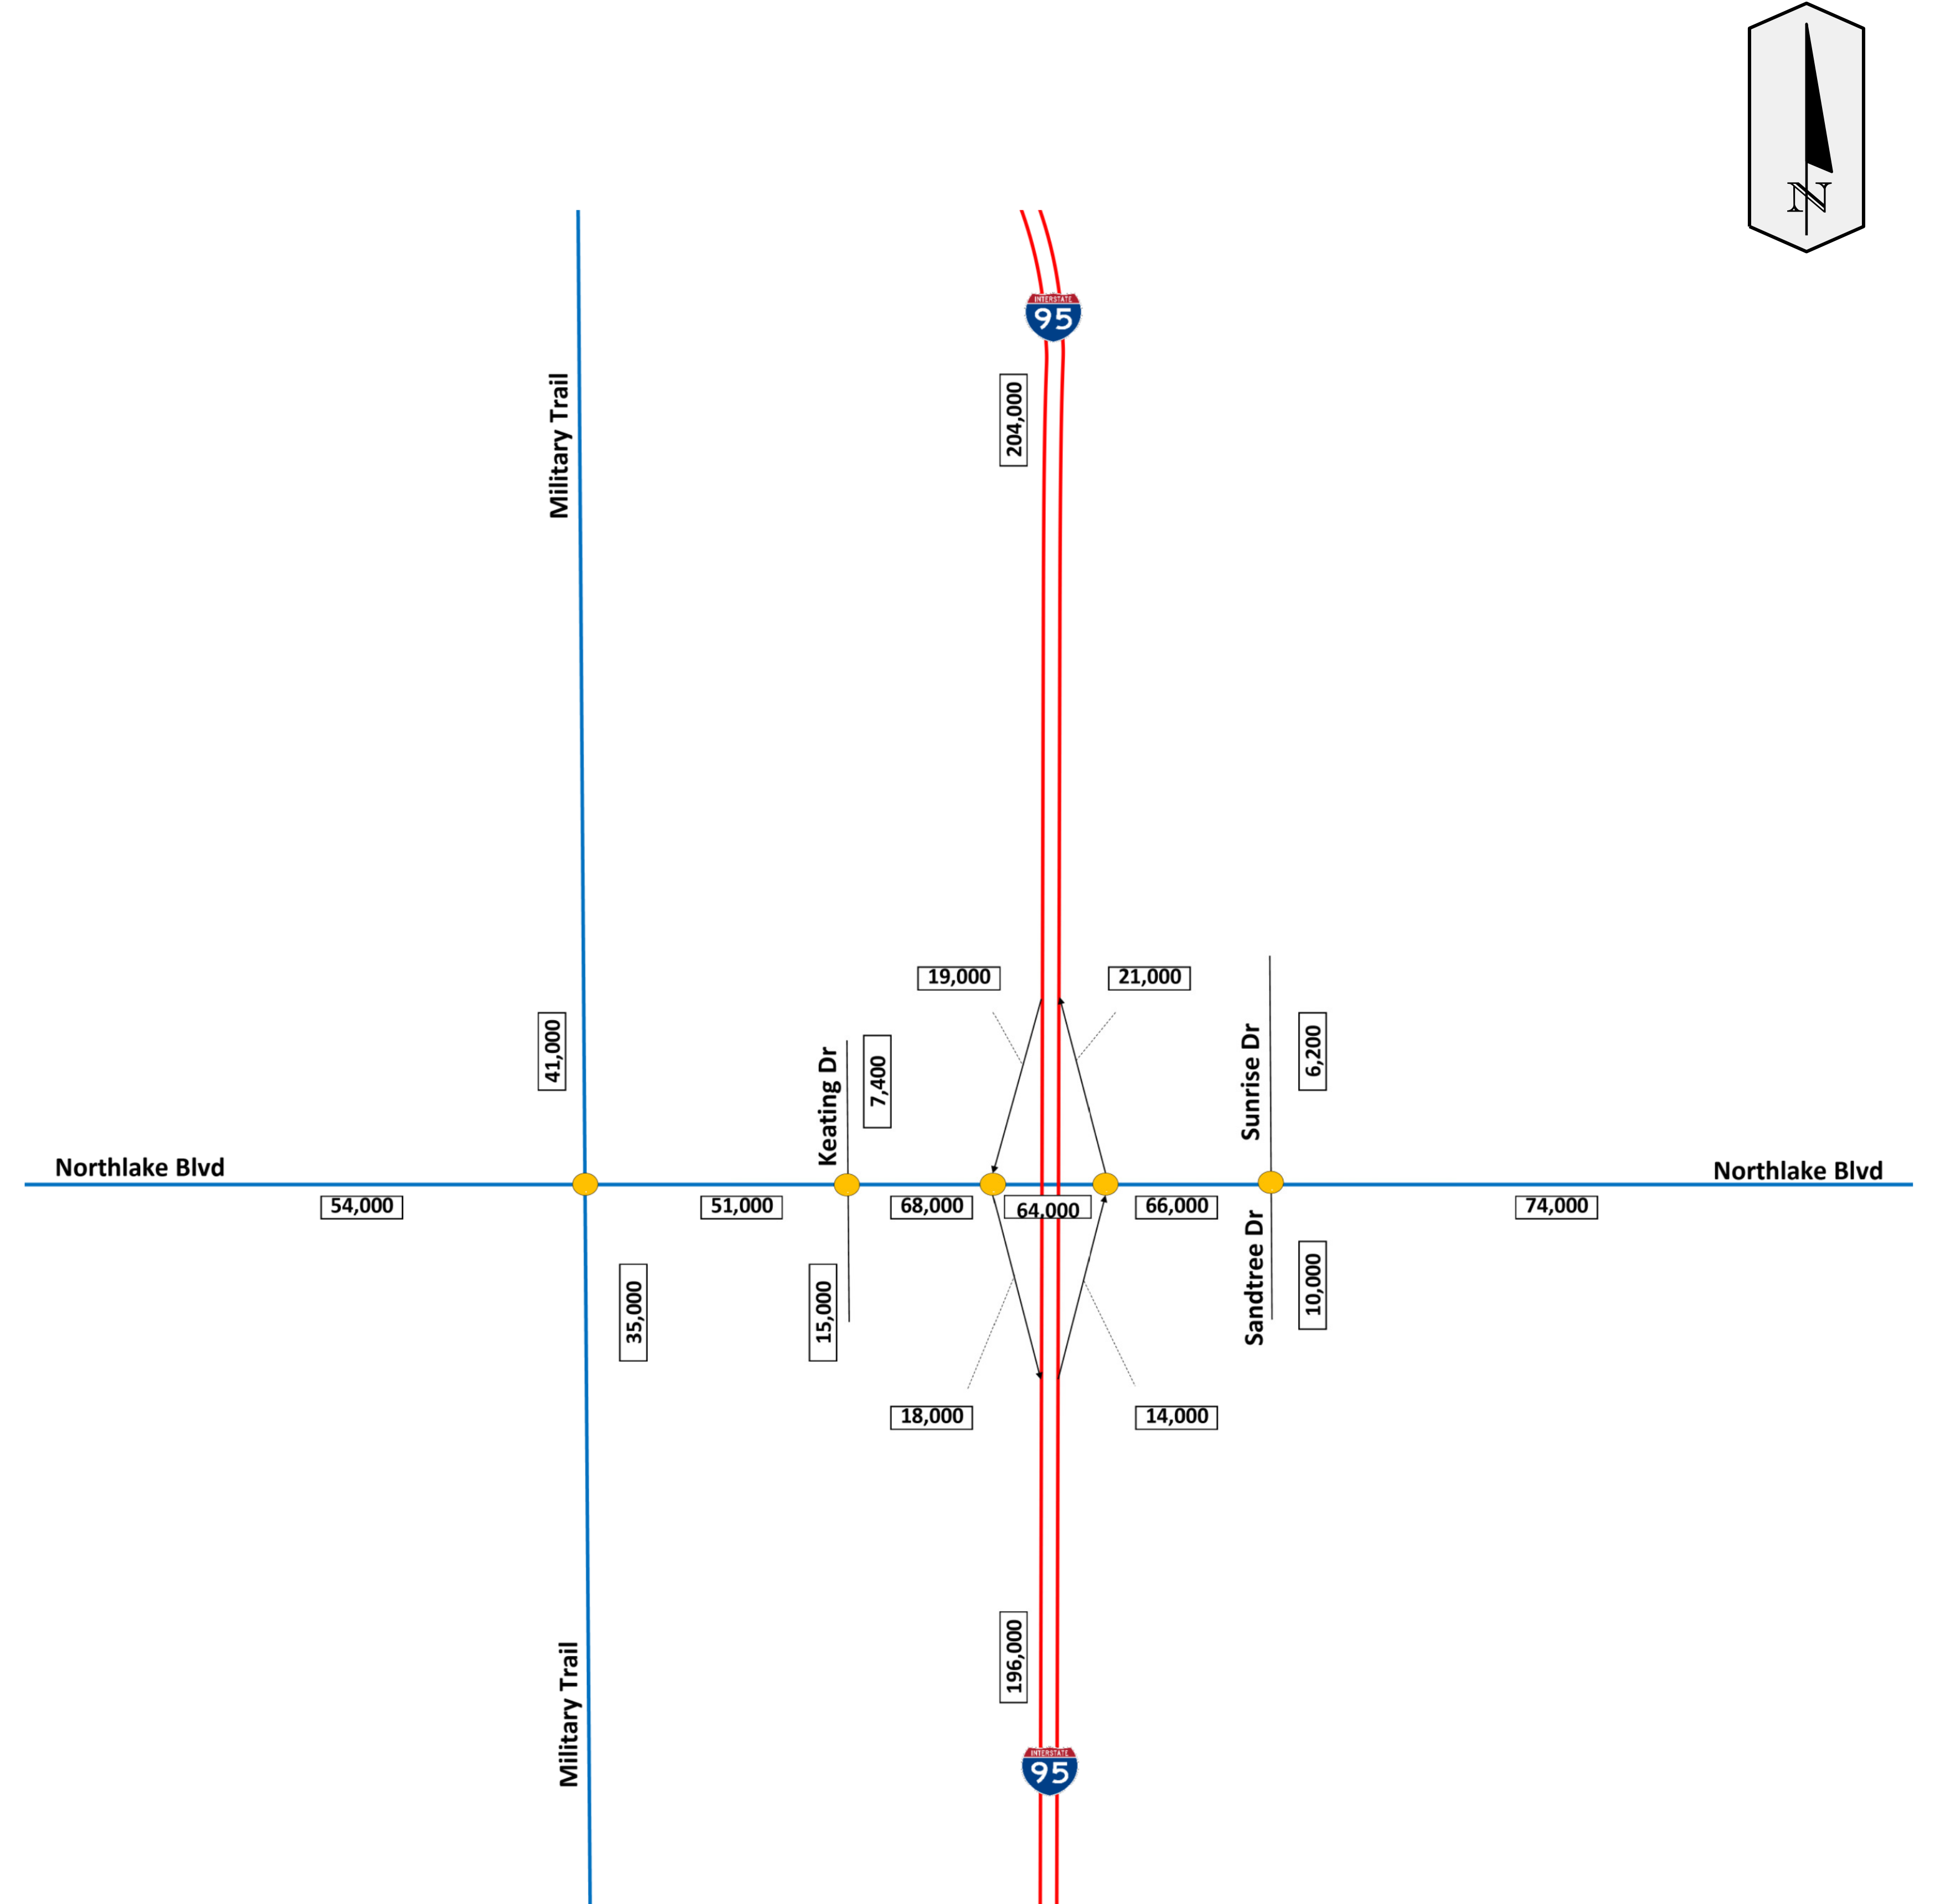 N
INTERSTATE
95
204,000
Military Trail
19,000
21,000
41,000
7,400
Keating Dr
Sunrise Dr
6,200
Northlake Blvd
Northlake Blvd
54,000
51,000
68,000
64,000
66,000
74,000
35,000
15,000
Sandtree Dr
10,000
18,000
14,000
196,000
Military Trail
INTERSTATE
95